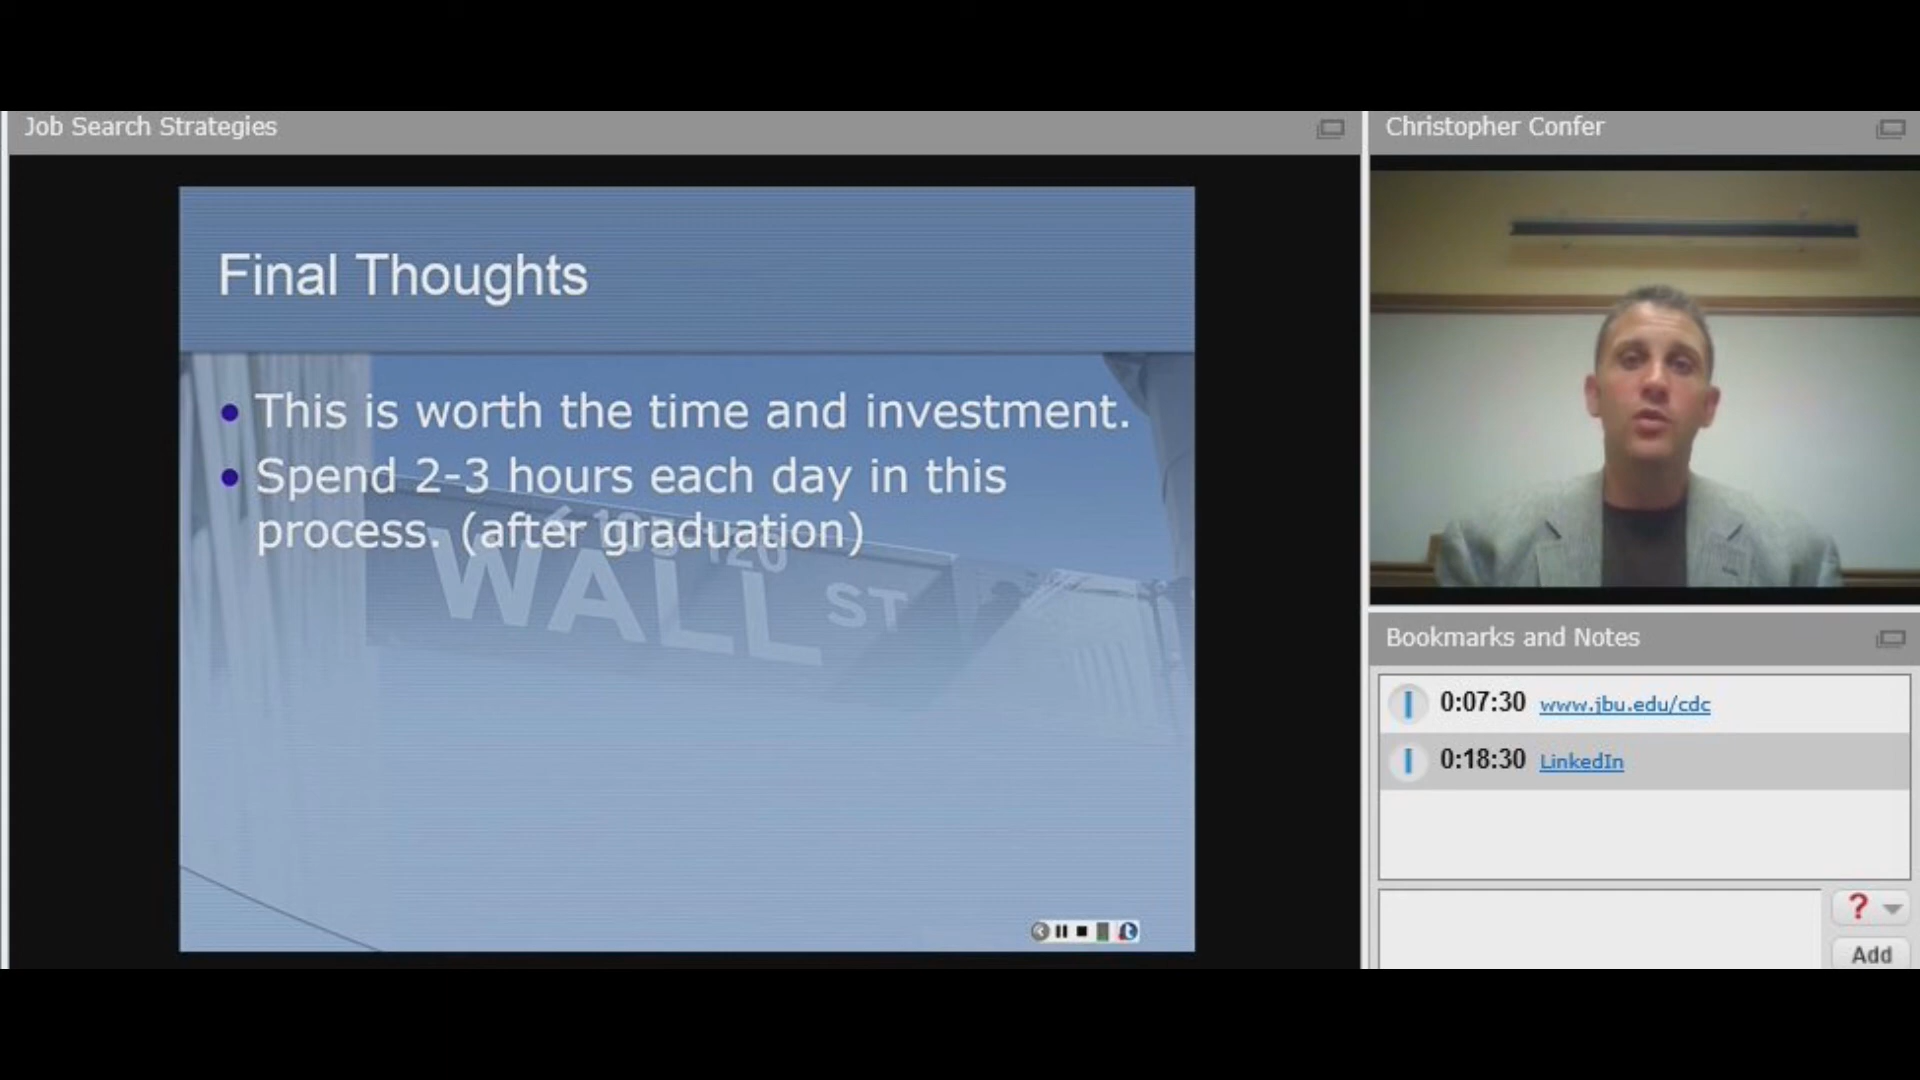 Job Search Strategies
Final Thoughts
• This is worth the time and investment.
• Spend 2-3 hours each day in this
process. (after graduation)
120
WALL ST
Christopher Confer
Bookmarks and Notes
0:07:30 www.jbu.edu/cdc
0:18:30 LinkedIn
?
Add